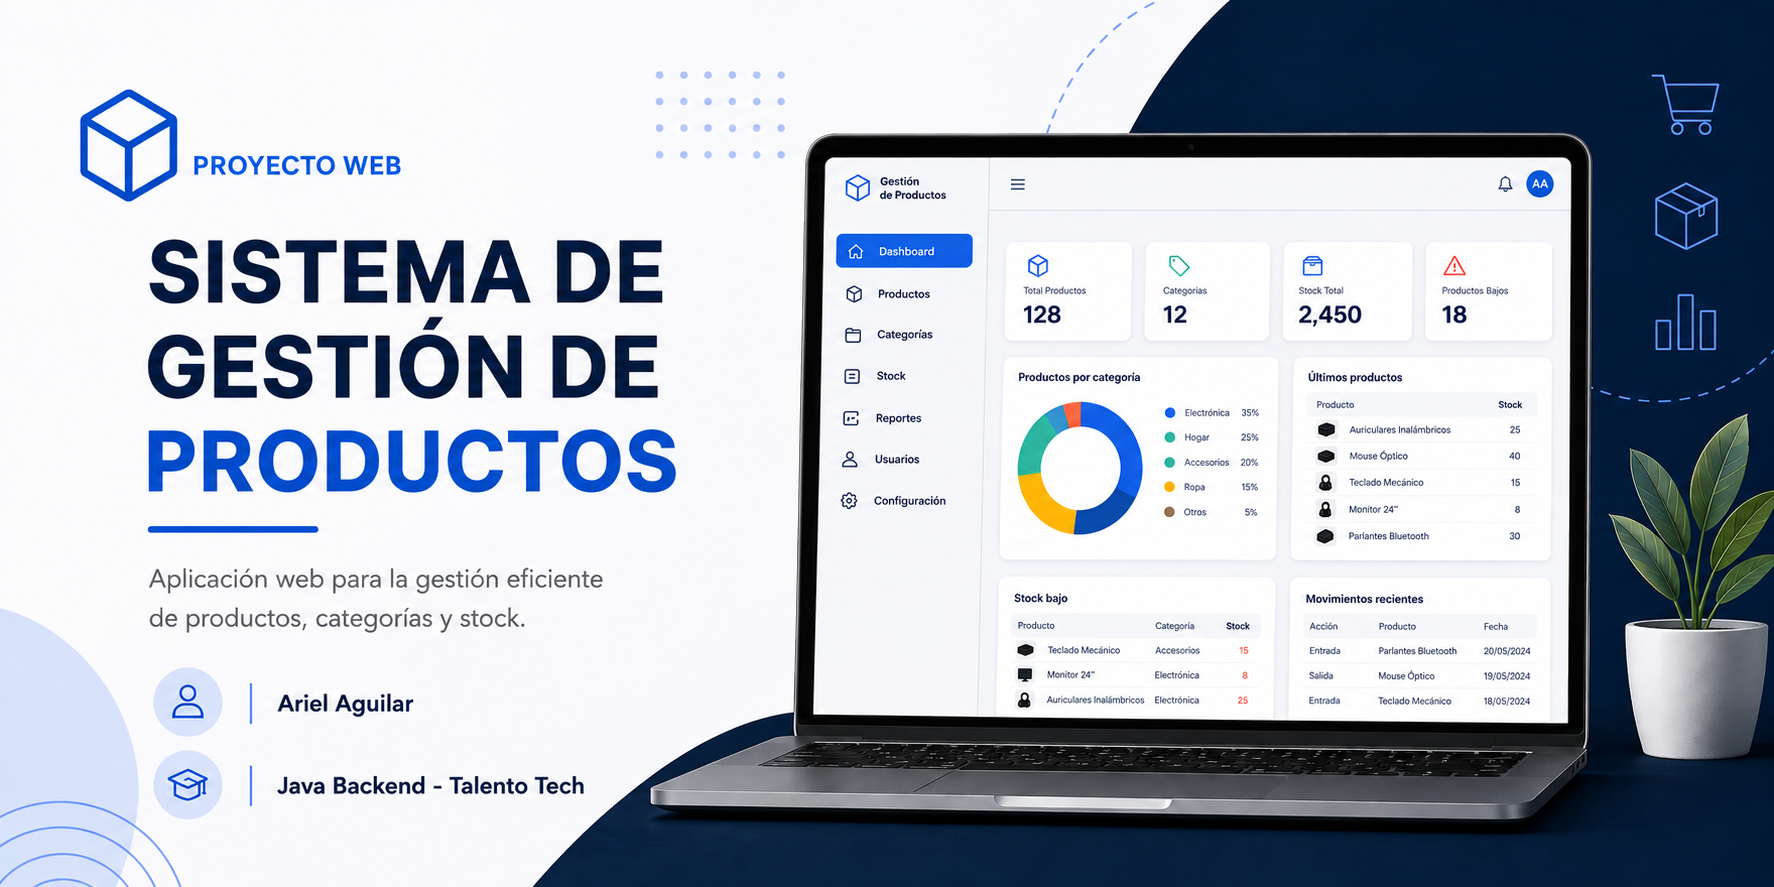 PROYECTO WEB
SISTEMA DE
GESTIÓN DE
PRODUCTOS
Aplicación web para la gestión eficiente
de productos, categorías y stock.
Ariel Aguilar
Java Backend - Talento Tech
Gestión
de Productos
Dashboard
Productos
Categorías
Stock
Reportes
Usuarios
Configuración
AA
Total Productos
128
Categorias
12
Stock Total
2,450
Productos Bajos
18
Productos por categoría
Electrónica 35%
Hogar 25%
Accesorios 20%
Ropa 15%
Otros 5%
Últimos productos
Producto Stock
Auriculares Inalámbricos 25
Mouse Óptico 40
Teclado Mecánico 15
Monitor 24" 8
Parlantes Bluetooth 30
Stock bajo
Producto Categoría Stock
Teclado Mecánico Accesorios 15
Monitor 24" Electrónica 8
Auriculares Inalámbricos Electrónica 25
Movimientos recientes
Acción Producto Fecha
Entrada Parlantes Bluetooth 20/05/2024
Salida Mouse Óptico 19/05/2024
Entrada Teclado Mecánico 18/05/2024